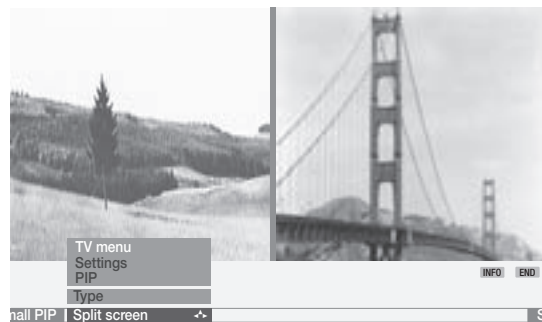 TV menu
Settings
PIP
INFO END
Type
nall PIP Split screen S